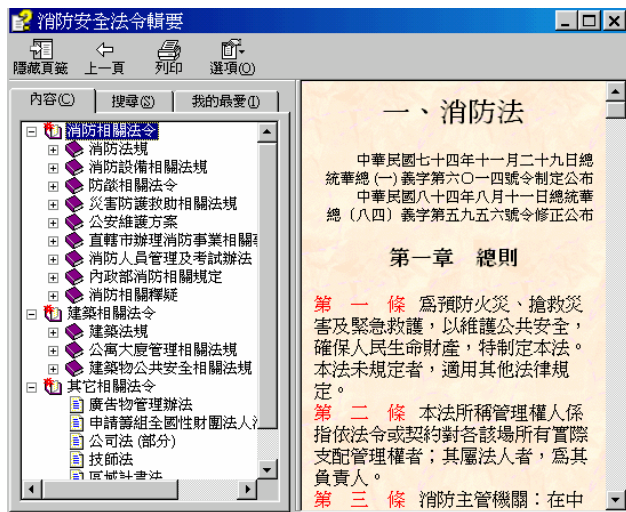 消防安全法令輯要
隱藏頁籤 上一頁 列印 選項(O)
內容(C) 搜尋(S) 我的最愛(I)
消防相關法令
消防法規
消防設備相關法規
防燄相關法令
災害防護救助相關法規
公安維護方案
直轄市辦理消防事業相關
消防人員管理及考試辦法
內政部消防相關規定
消防相關釋疑
建築相關法令
建築法規
公寓大廈管理相關法規
建築物公共安全相關法規
其它相關法令
廣告物管理辦法
申請籌組全國性財團法人
公司法 (部分)
技師法
區域計畫法
一、消防法
中華民國七十四年十一月二十九日總
統華總 (一) 義字第六○一四號令制定公布
中華民國八十四年八月十一日總統華
總〔八四〕義字第五九五六號令修正公布
第一章 總則
第 一 條 為預防火災、搶救災
害及緊急救護，以維護公共安全，
確保人民生命財產，特制定本法。
本法未規定者，適用其他法律規
定。
第 二 條 本法所稱管理權人係
指依法令或契約對各該場所有實際
支配管理權者；其屬法人者，為其
負責人。
第 三 條 消防主管機關：在中